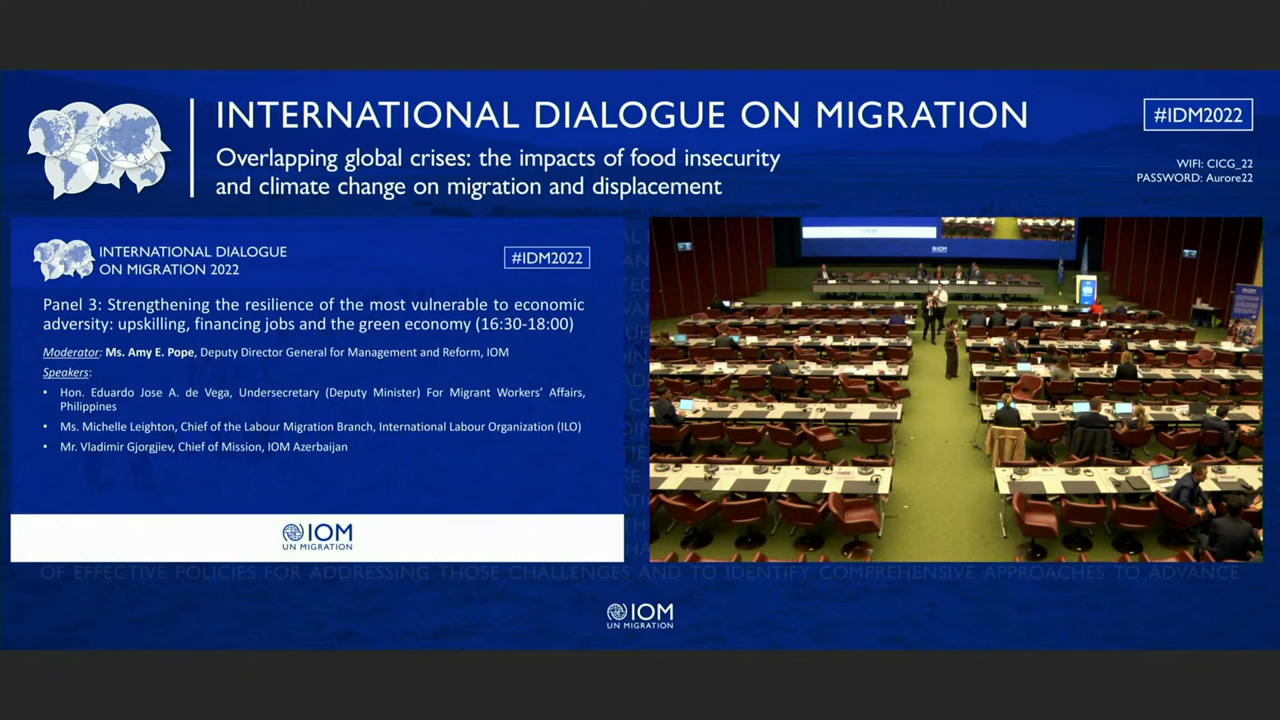 INTERNATIONAL DIALOGUE ON MIGRATION
Overlapping global crises: the impacts of food insecurity
and climate change on migration and displacement
#IDM2022
WIFI: CICG_22
PASSWORD: Aurore22
INTERNATIONAL DIALOGUE
ON MIGRATION 2022
#IDM2022
Panel 3: Strengthening the resilience of the most vulnerable to economic
adversity: upskilling, financing jobs and the green economy (16:30-18:00)
Moderator: Ms. Amy E. Pope, Deputy Director General for Management and Reform, IOM
Speakers:
• Hon. Eduardo Jose A. de Vega, Undersecretary (Deputy Minister) For Migrant Workers' Affairs,
Philippines
• Ms. Michelle Leighton, Chief of the Labour Migration Branch, International Labour Organization (ILO)
• Mr. Vladimir Gjorgjiev, Chief of Mission, IOM Azerbaijan
IOM
UN MIGRATION
IOM
OF EFFECTIVE POLICIES FOR ADDRESSING THOSE CHALLENGES AND TO IDENTIFY COMPREHENSIVE APPROACHES TO ADVANCE
IOM
UN MIGRATION